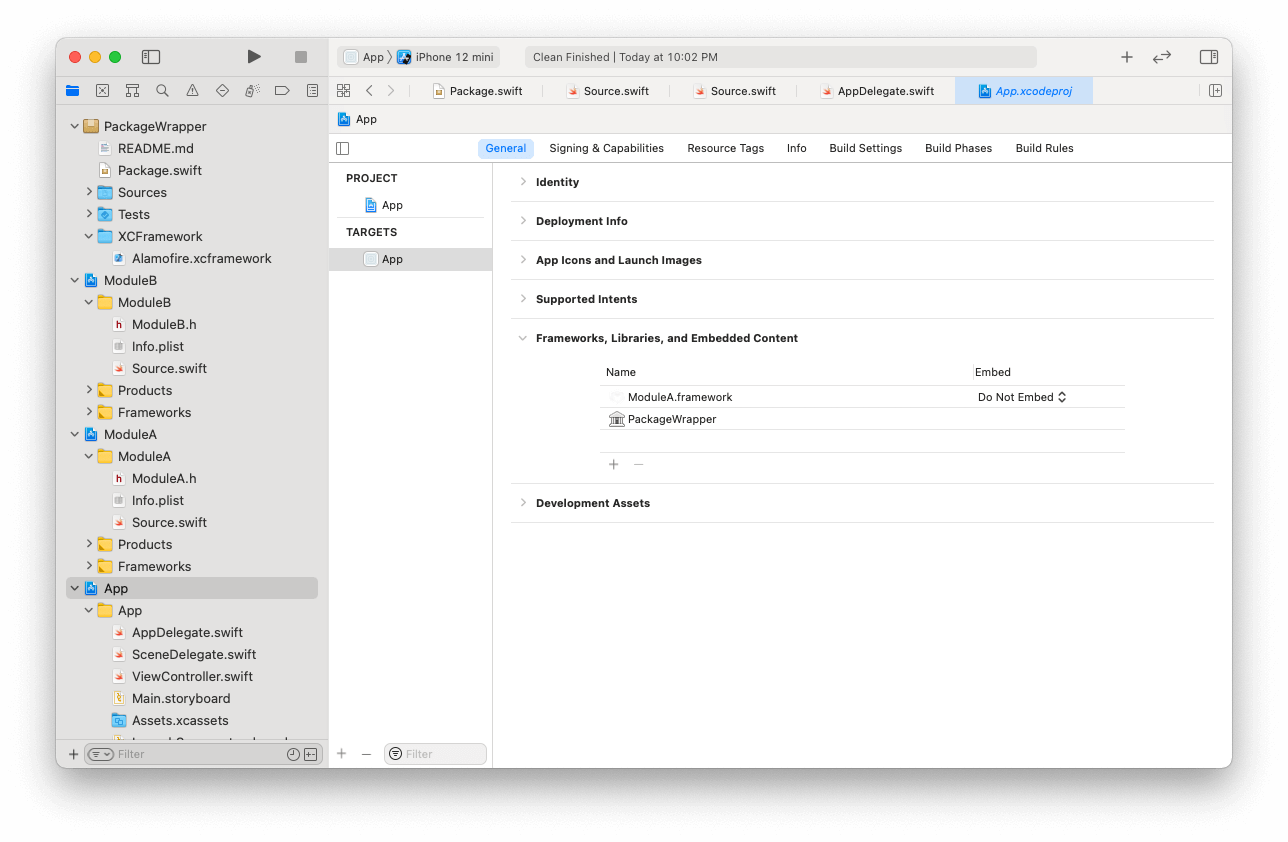 App
iPhone 12 mini
Clean Finished | Today at 10:02 PM
Package.swift
Source.swift
Source.swift
AppDelegate.swift
App.xcodeproj
PackageWrapper
README.md
Package.swift
Sources
Tests
XCFramework
Alamofire.xcframework
ModuleB
ModuleB
ModuleB.h
Info.plist
Source.swift
Products
Frameworks
ModuleA
ModuleA
ModuleA.h
Info.plist
Source.swift
Products
Frameworks
App
App
AppDelegate.swift
SceneDelegate.swift
ViewController.swift
Main.storyboard
Assets.xcassets
Filter
App
General
Signing & Capabilities
Resource Tags
Info
Build Settings
Build Phases
Build Rules
PROJECT
App
TARGETS
App
Filter
Identity
Deployment Info
App Icons and Launch Images
Supported Intents
Frameworks, Libraries, and Embedded Content
Name
Embed
ModuleA.framework
Do Not Embed
PackageWrapper
Development Assets